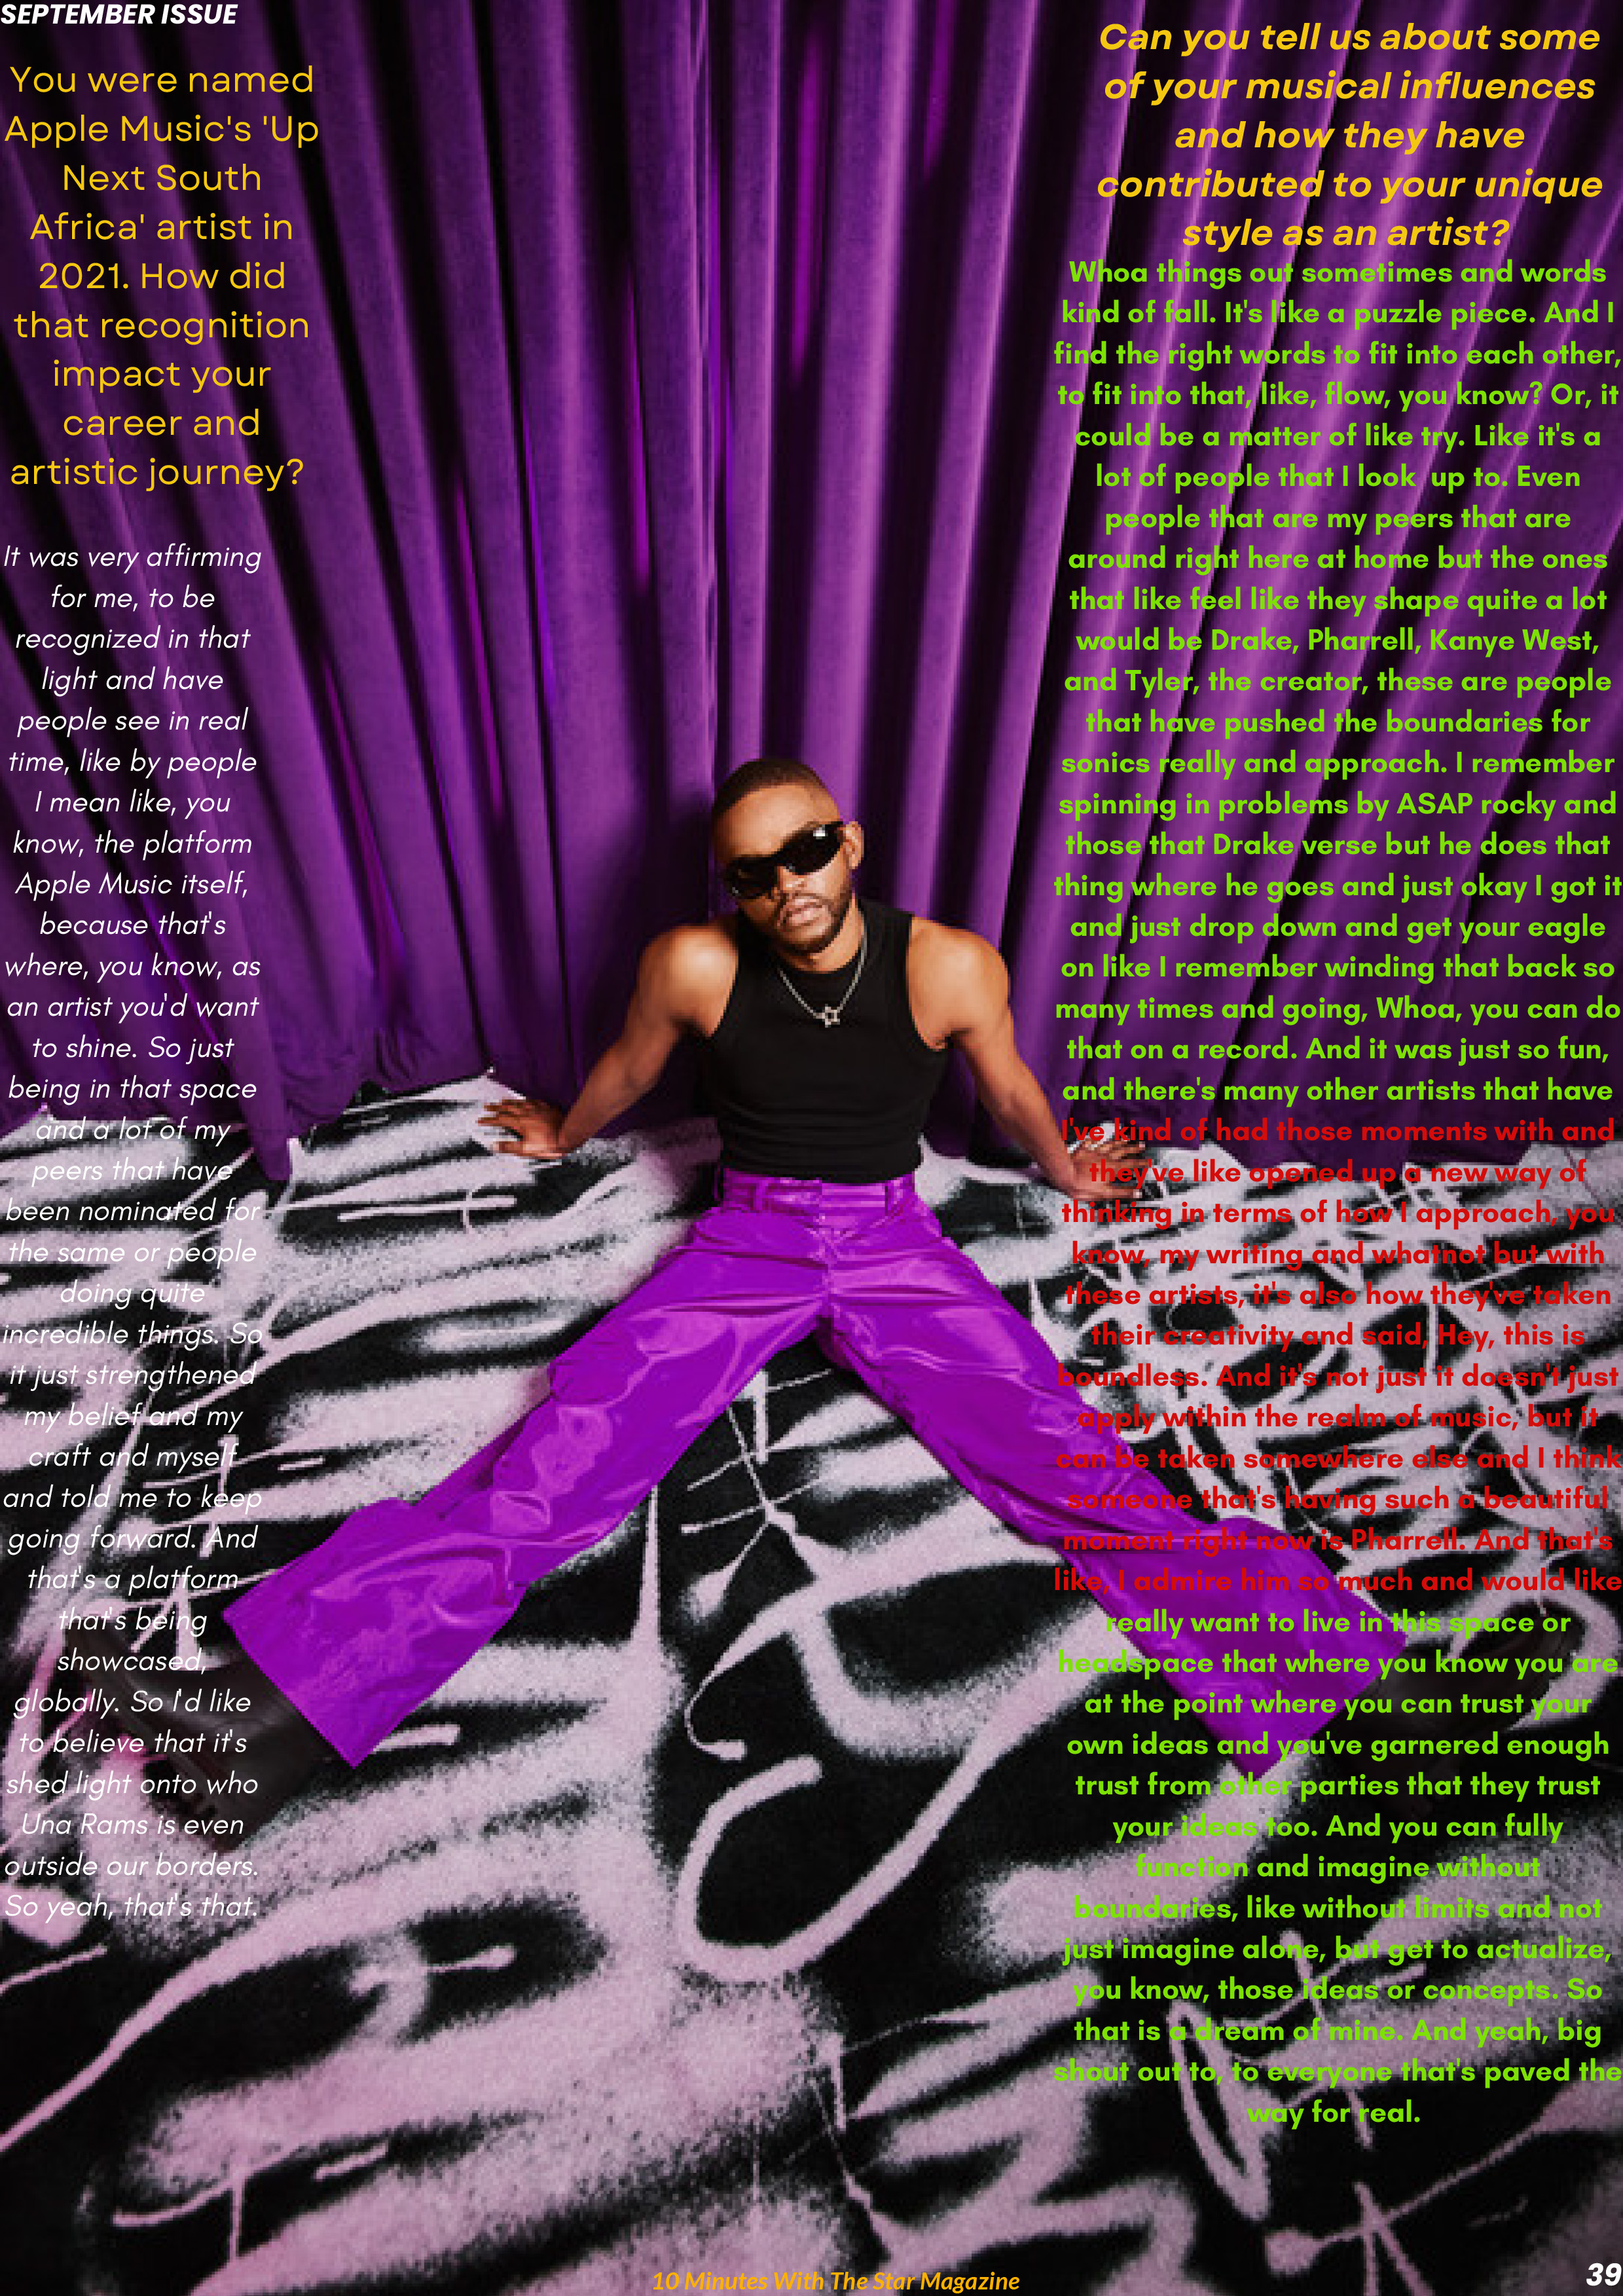 SEPTEMBER ISSUE
You were named
Apple Music's 'Up
Next South
Africa' artist in
2021. How did
that recognition
impact your
career and
artistic journey?
It was very affirming
for me, to be
recognized in that
light and have
people see in real
time, like by people
I mean like, you
know, the platform
Apple Music itself,
because that's
where, you know, as
an artist you'd want
to shine. So just
being in that space
and a lot of my
peers that have
been nominated for
the same or people
doing quite
incredible things. So
it just strengthened
my belief and my
craft and myself
and told me to keep
going forward. And
that's a platform
that's being
showcased,
globally. So I'd like
to believe that it's
shed light onto who
Una Rams is even
outside our borders.
So yeah, that's that.
Can you tell us about some
of your musical influences
and how they have
contributed to your unique
style as an artist?
Whoa things out sometimes and words
kind of fall. It's like a puzzle piece. And I
find the right words to fit into each other,
to fit into that, like, flow, you know? Or, it
could be a matter of like try. Like it's a
lot of people that I look up to. Even
people that are my peers that are
around right here at home but the ones
that like feel like they shape quite a lot
would be Drake, Pharrell, Kanye West,
and Tyler, the creator, these are people
that have pushed the boundaries for
sonics really and approach. I remember
spinning in problems by ASAP rocky and
those that Drake verse but he does that
thing where he goes and just okay I got it
and just drop down and get your eagle
on like I remember winding that back so
many times and going, Whoa, you can do
that on a record. And it was just so fun,
and there's many other artists that have
I've kind of had those moments with and
they've like opened up a new way of
thinking in terms of how I approach, you
know, my writing and whatnot but with
these artists, it's also how they've taken
their creativity and said, Hey, this is
boundless. And it's not just it doesn't just
apply within the realm of music, but it
can be taken somewhere else and I think
someone that's having such a beautiful
moment right now is Pharrell. And that's
like, I admire him so much and would like
really want to live in this space or
headspace that where you know you are
at the point where you can trust your
own ideas and you've garnered enough
trust from other parties that they trust
your ideas too. And you can fully
function and imagine without
boundaries, like without limits and not
just imagine alone, but get to actualize,
you know, those ideas or concepts. So
that is a dream of mine. And yeah, big
shout out to, to everyone that's paved the
way for real.
10 Minutes With The Star Magazine
39